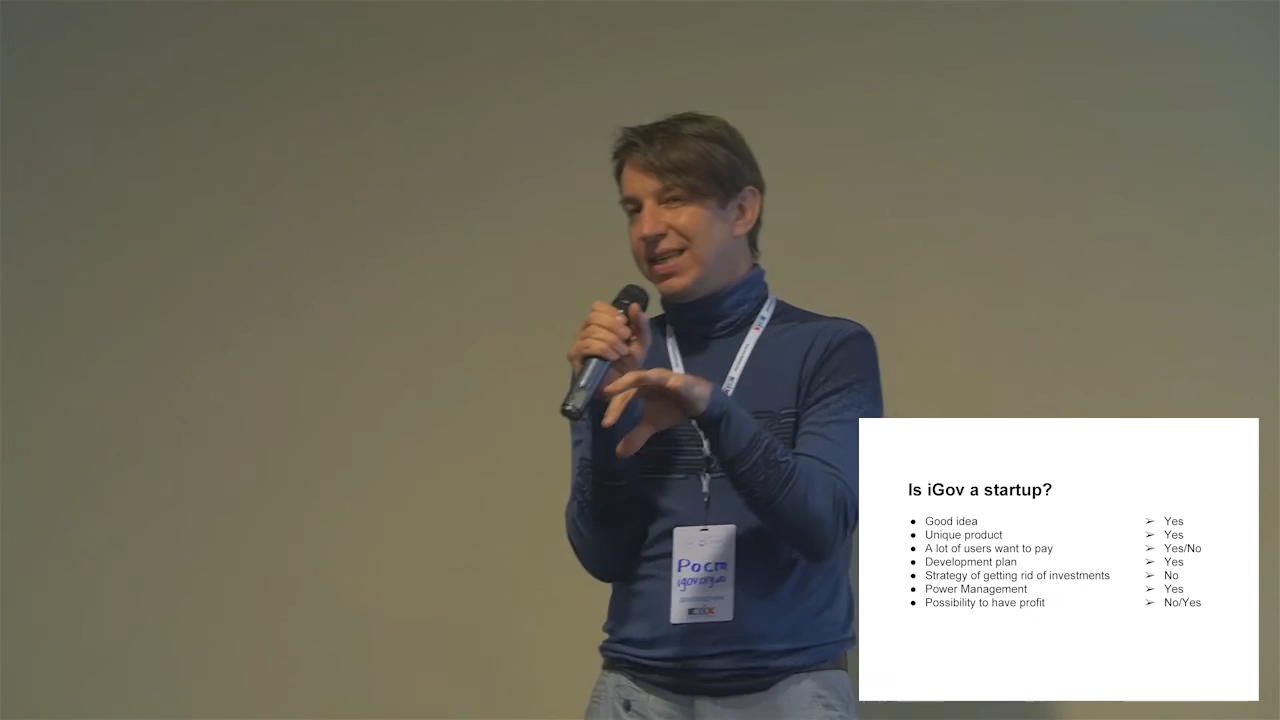 Рост
igov.org.ua
Is iGov a startup?
● Good idea ➢ Yes
● Unique product ➢ Yes
● A lot of users want to pay ➢ Yes/No
● Development plan ➢ Yes
● Strategy of getting rid of investments ➢ No
● Power Management ➢ Yes
● Possibility to have profit ➢ No/Yes